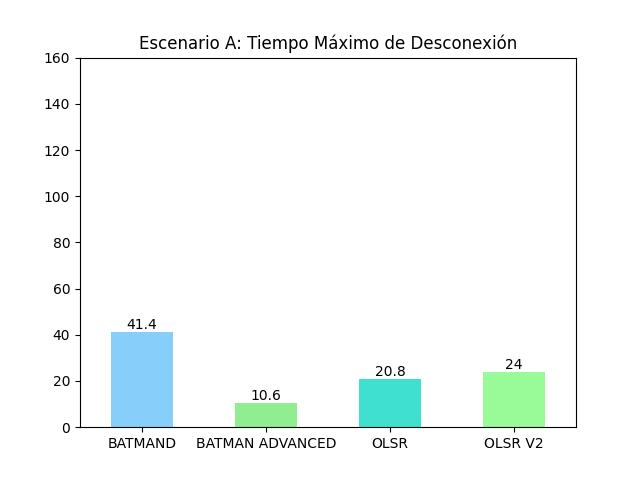 Escenario A: Tiempo Máximo de Desconexión
160
140
120
100
80
60
40
20
0
41.4
10.6
20.8
24
BATMAND
BATMAN ADVANCED
OLSR
OLSR V2